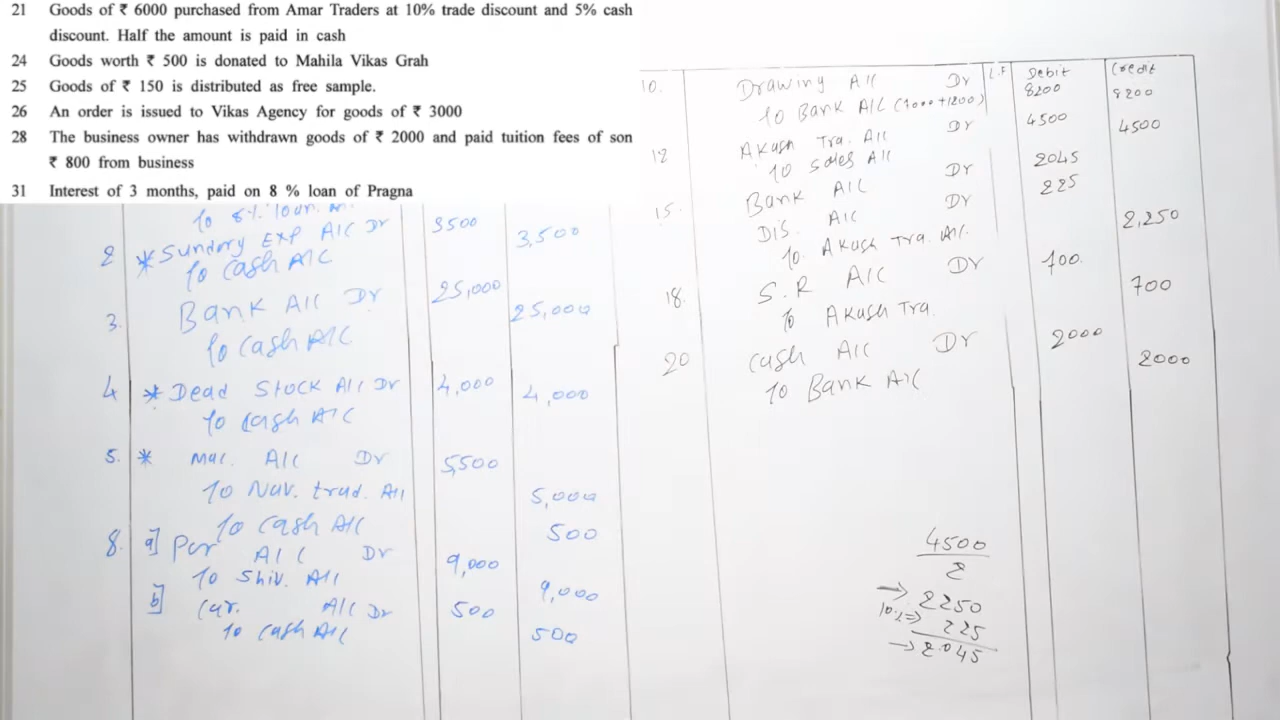 21 Goods of ₹ 6000 purchased from Amar Traders at 10% trade discount and 5% cash
discount. Half the amount is paid in cash
24 Goods worth ₹ 500 is donated to Mahila Vikas Grah
25 Goods of ₹ 150 is distributed as free sample.
26 An order is issued to Vikas Agency for goods of ₹ 3000
28 The business owner has withdrawn goods of ₹ 2000 and paid tuition fees of son
₹ 800 from business
31 Interest of 3 months, paid on 8 % loan of Pragna
To 8% loan
2 * Sundory Exp A/C Dr 3500
To Cash A/C 3,500
3. Bank A/C Dr 25,000
To Cash A/C 25,000
4 * Dead Stock A/C Dr 4,000
To Cash A/C 4,000
5. * Mac. A/C Dr 5,500
To Nav. trad. A/C 5,000
To Cash A/C 500
8. a] Pur A/C Dr 9,000
To Shiv. A/C 9,000
b] Car. A/C Dr 500
To Cash A/C 500
L.F Debit Credit
10. Drawing A/C Dr 8200
To Bank A/C (7000+1200) 8200
12 Akash Tra. A/C Dr 4500
To Sales A/C 4500
15. Bank A/C Dr 2045
Dis. A/C Dr 225
To Akash Tra. A/C. 2,250
18. S.R A/C Dr 700
To Akash Tra. 700
20 Cash A/C Dr 2000
To Bank A/C 2000
4500
2
→ 2250
10% ⇒ 225
→ 2045